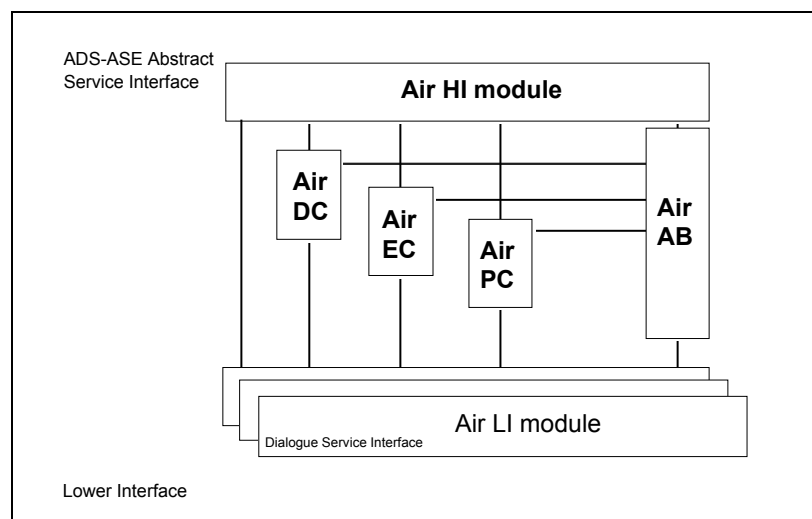 ADS-ASE Abstract
Service Interface
Air HI module
Air
DC
Air
EC
Air
PC
Air
AB
Air LI module
Dialogue Service Interface
Lower Interface